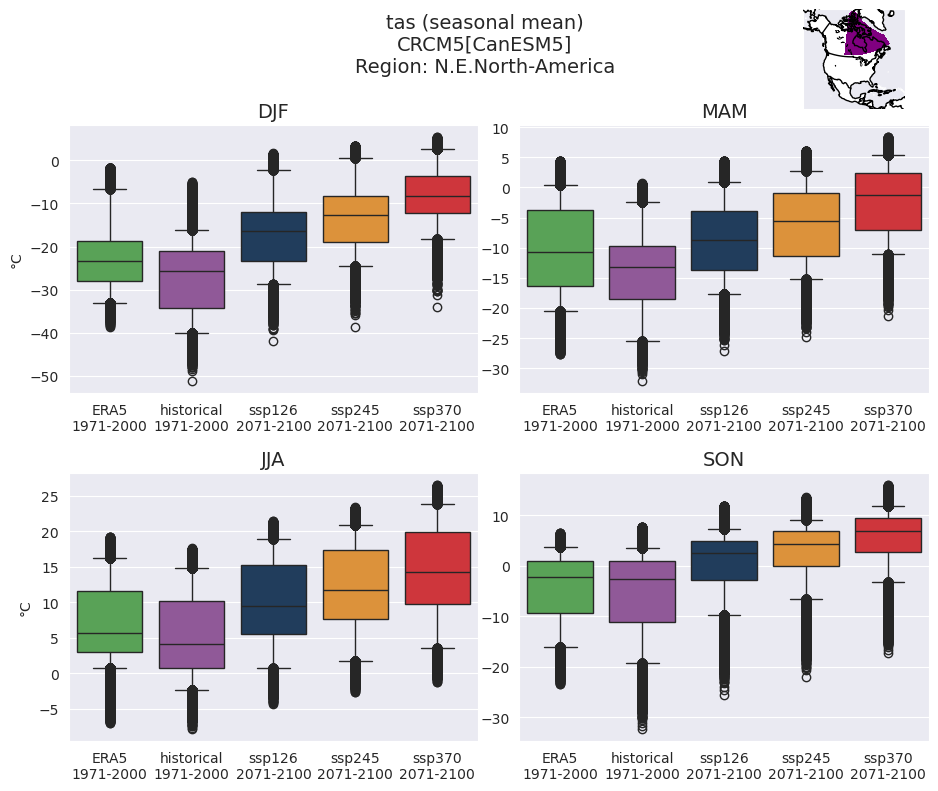 tas (seasonal mean)
CRCM5[CanESM5]
Region: N.E.North-America
DJF
°C
0
−10
−20
−30
−40
−50
ERA5 historical ssp126 ssp245 ssp370
1971-2000 1971-2000 2071-2100 2071-2100 2071-2100
MAM
10
5
0
−5
−10
−15
−20
−25
−30
ERA5 historical ssp126 ssp245 ssp370
1971-2000 1971-2000 2071-2100 2071-2100 2071-2100
JJA
°C
25
20
15
10
5
0
−5
ERA5 historical ssp126 ssp245 ssp370
1971-2000 1971-2000 2071-2100 2071-2100 2071-2100
SON
10
0
−10
−20
−30
ERA5 historical ssp126 ssp245 ssp370
1971-2000 1971-2000 2071-2100 2071-2100 2071-2100